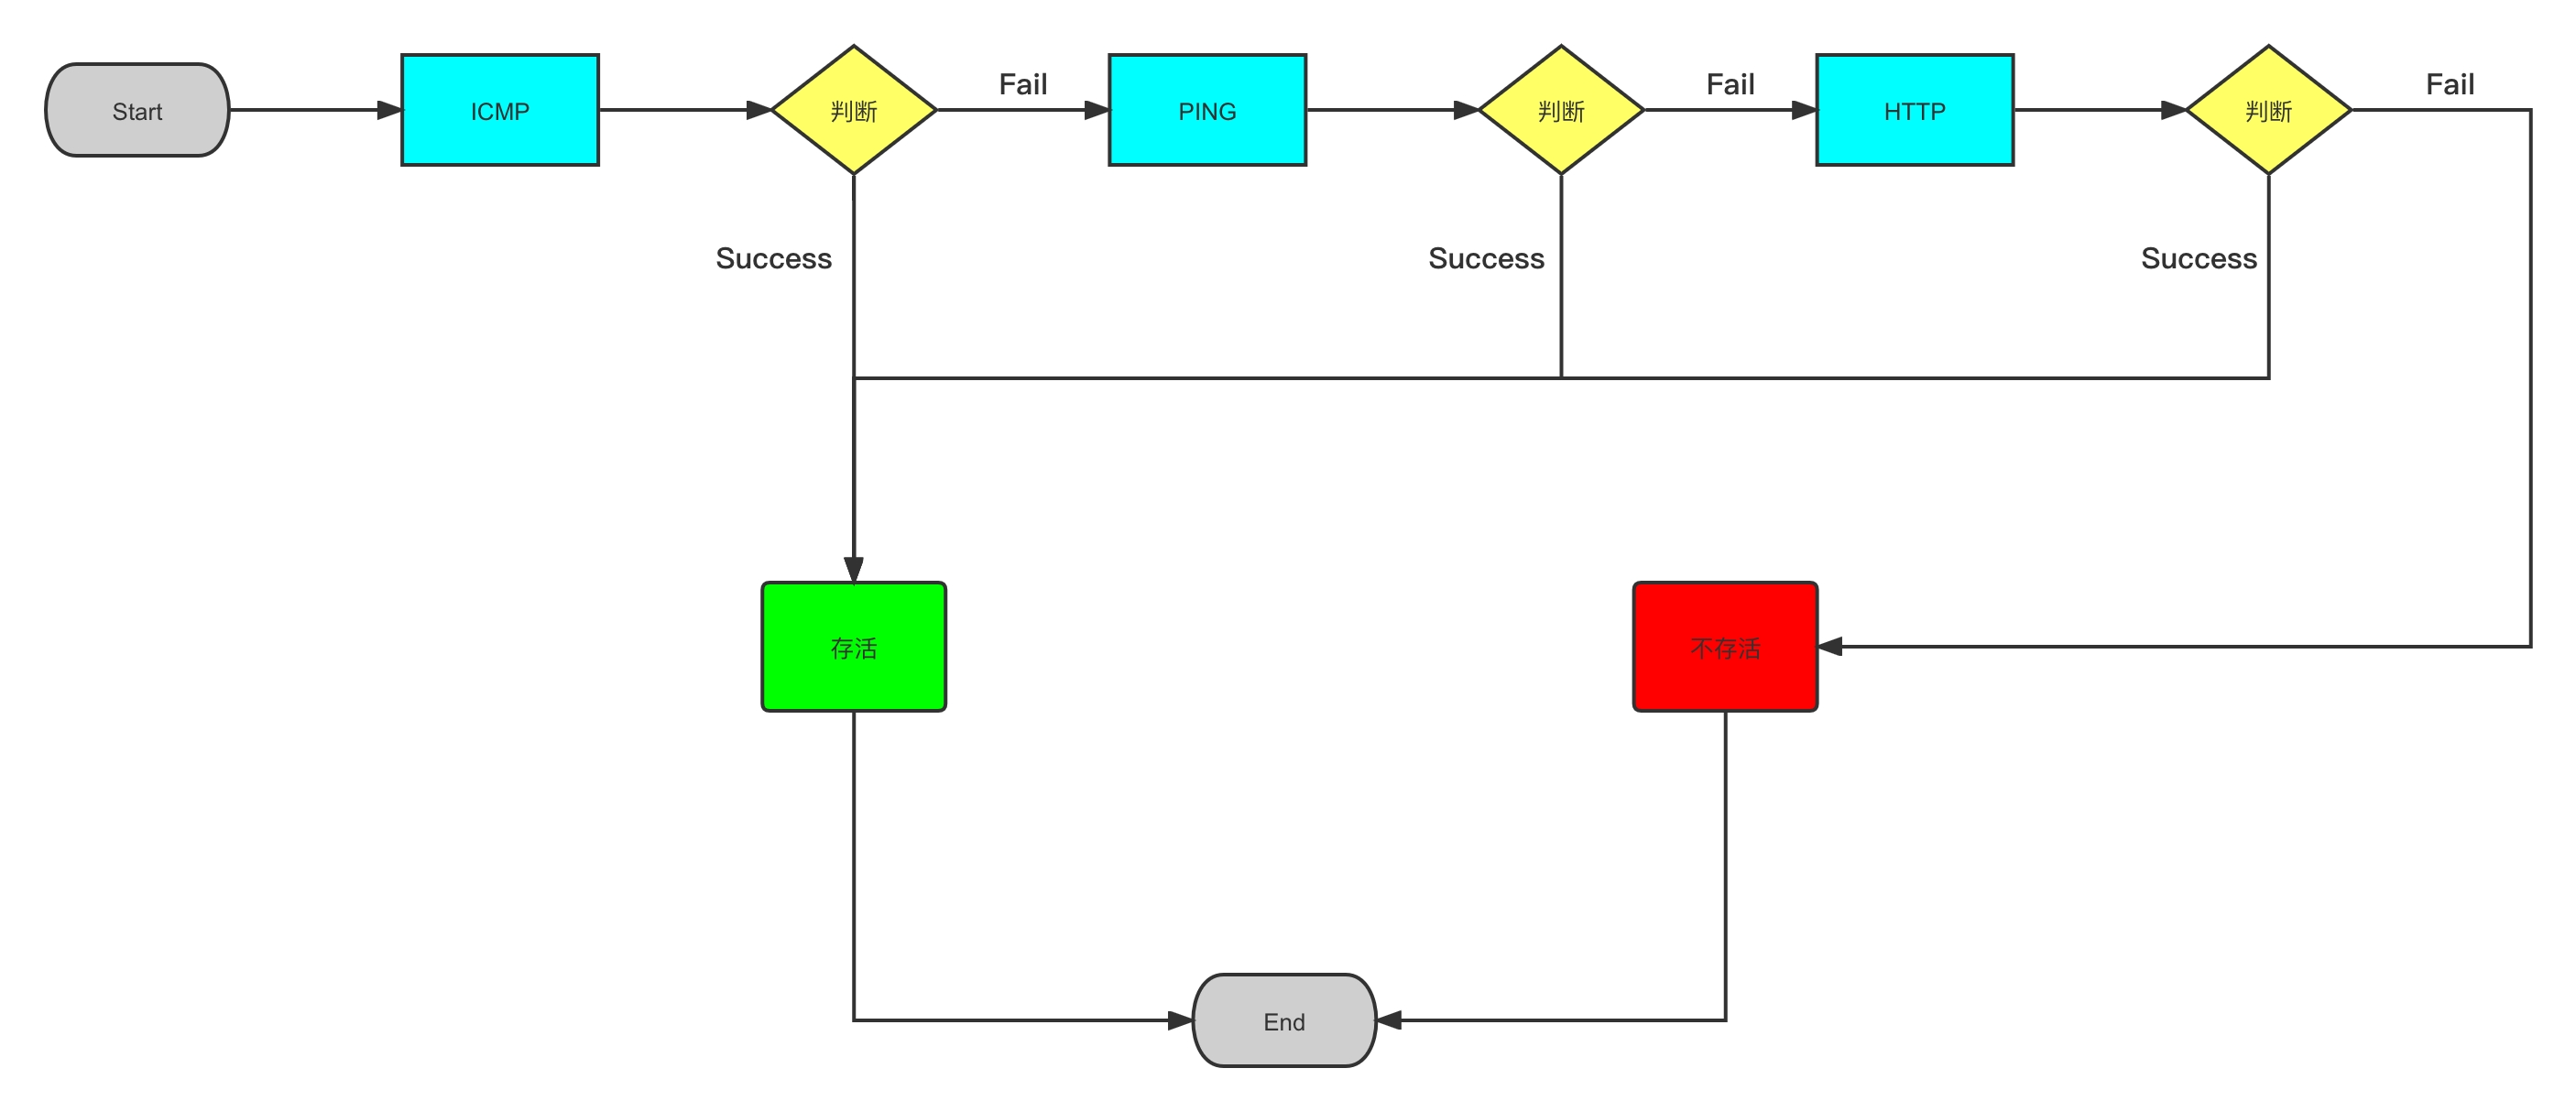 Start
ICMP
判断
Fail
PING
判断
Fail
HTTP
判断
Fail
Success
Success
Success
存活
不存活
End